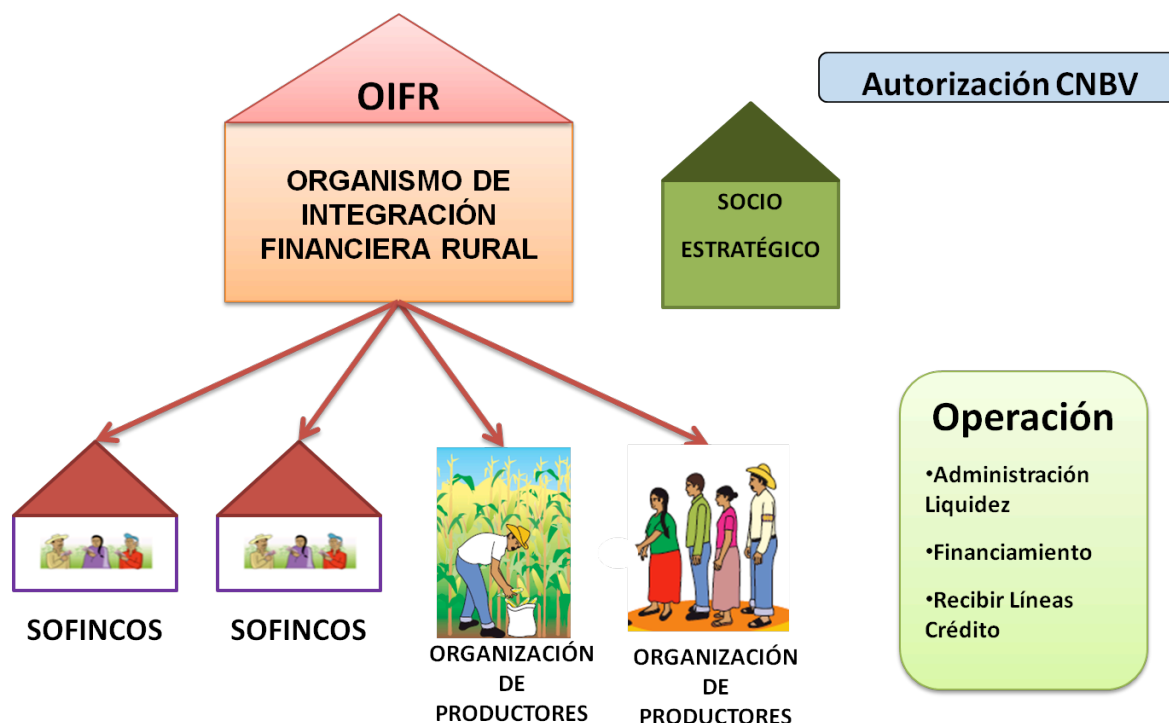 OIFR
ORGANISMO DE
INTEGRACIÓN
FINANCIERA RURAL
Autorización CNBV
SOCIO
ESTRATÉGICO
SOFINCOS
SOFINCOS
ORGANIZACIÓN
DE
PRODUCTORES
ORGANIZACIÓN
DE
PRODUCTORES
Operación
•Administración
Liquidez
•Financiamiento
•Recibir Líneas
Crédito